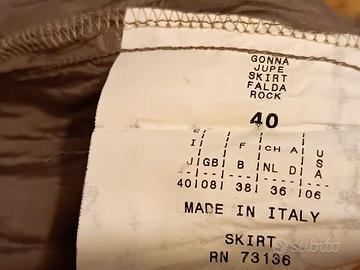 GONNA
JUPE
SKIRT
FALDA
ROCK
40
E I J | GB | F B | CH NL | A D | U S A
40 | 08 | 38 | 36 | 06
MADE IN ITALY
SKIRT
RN 73136
subito